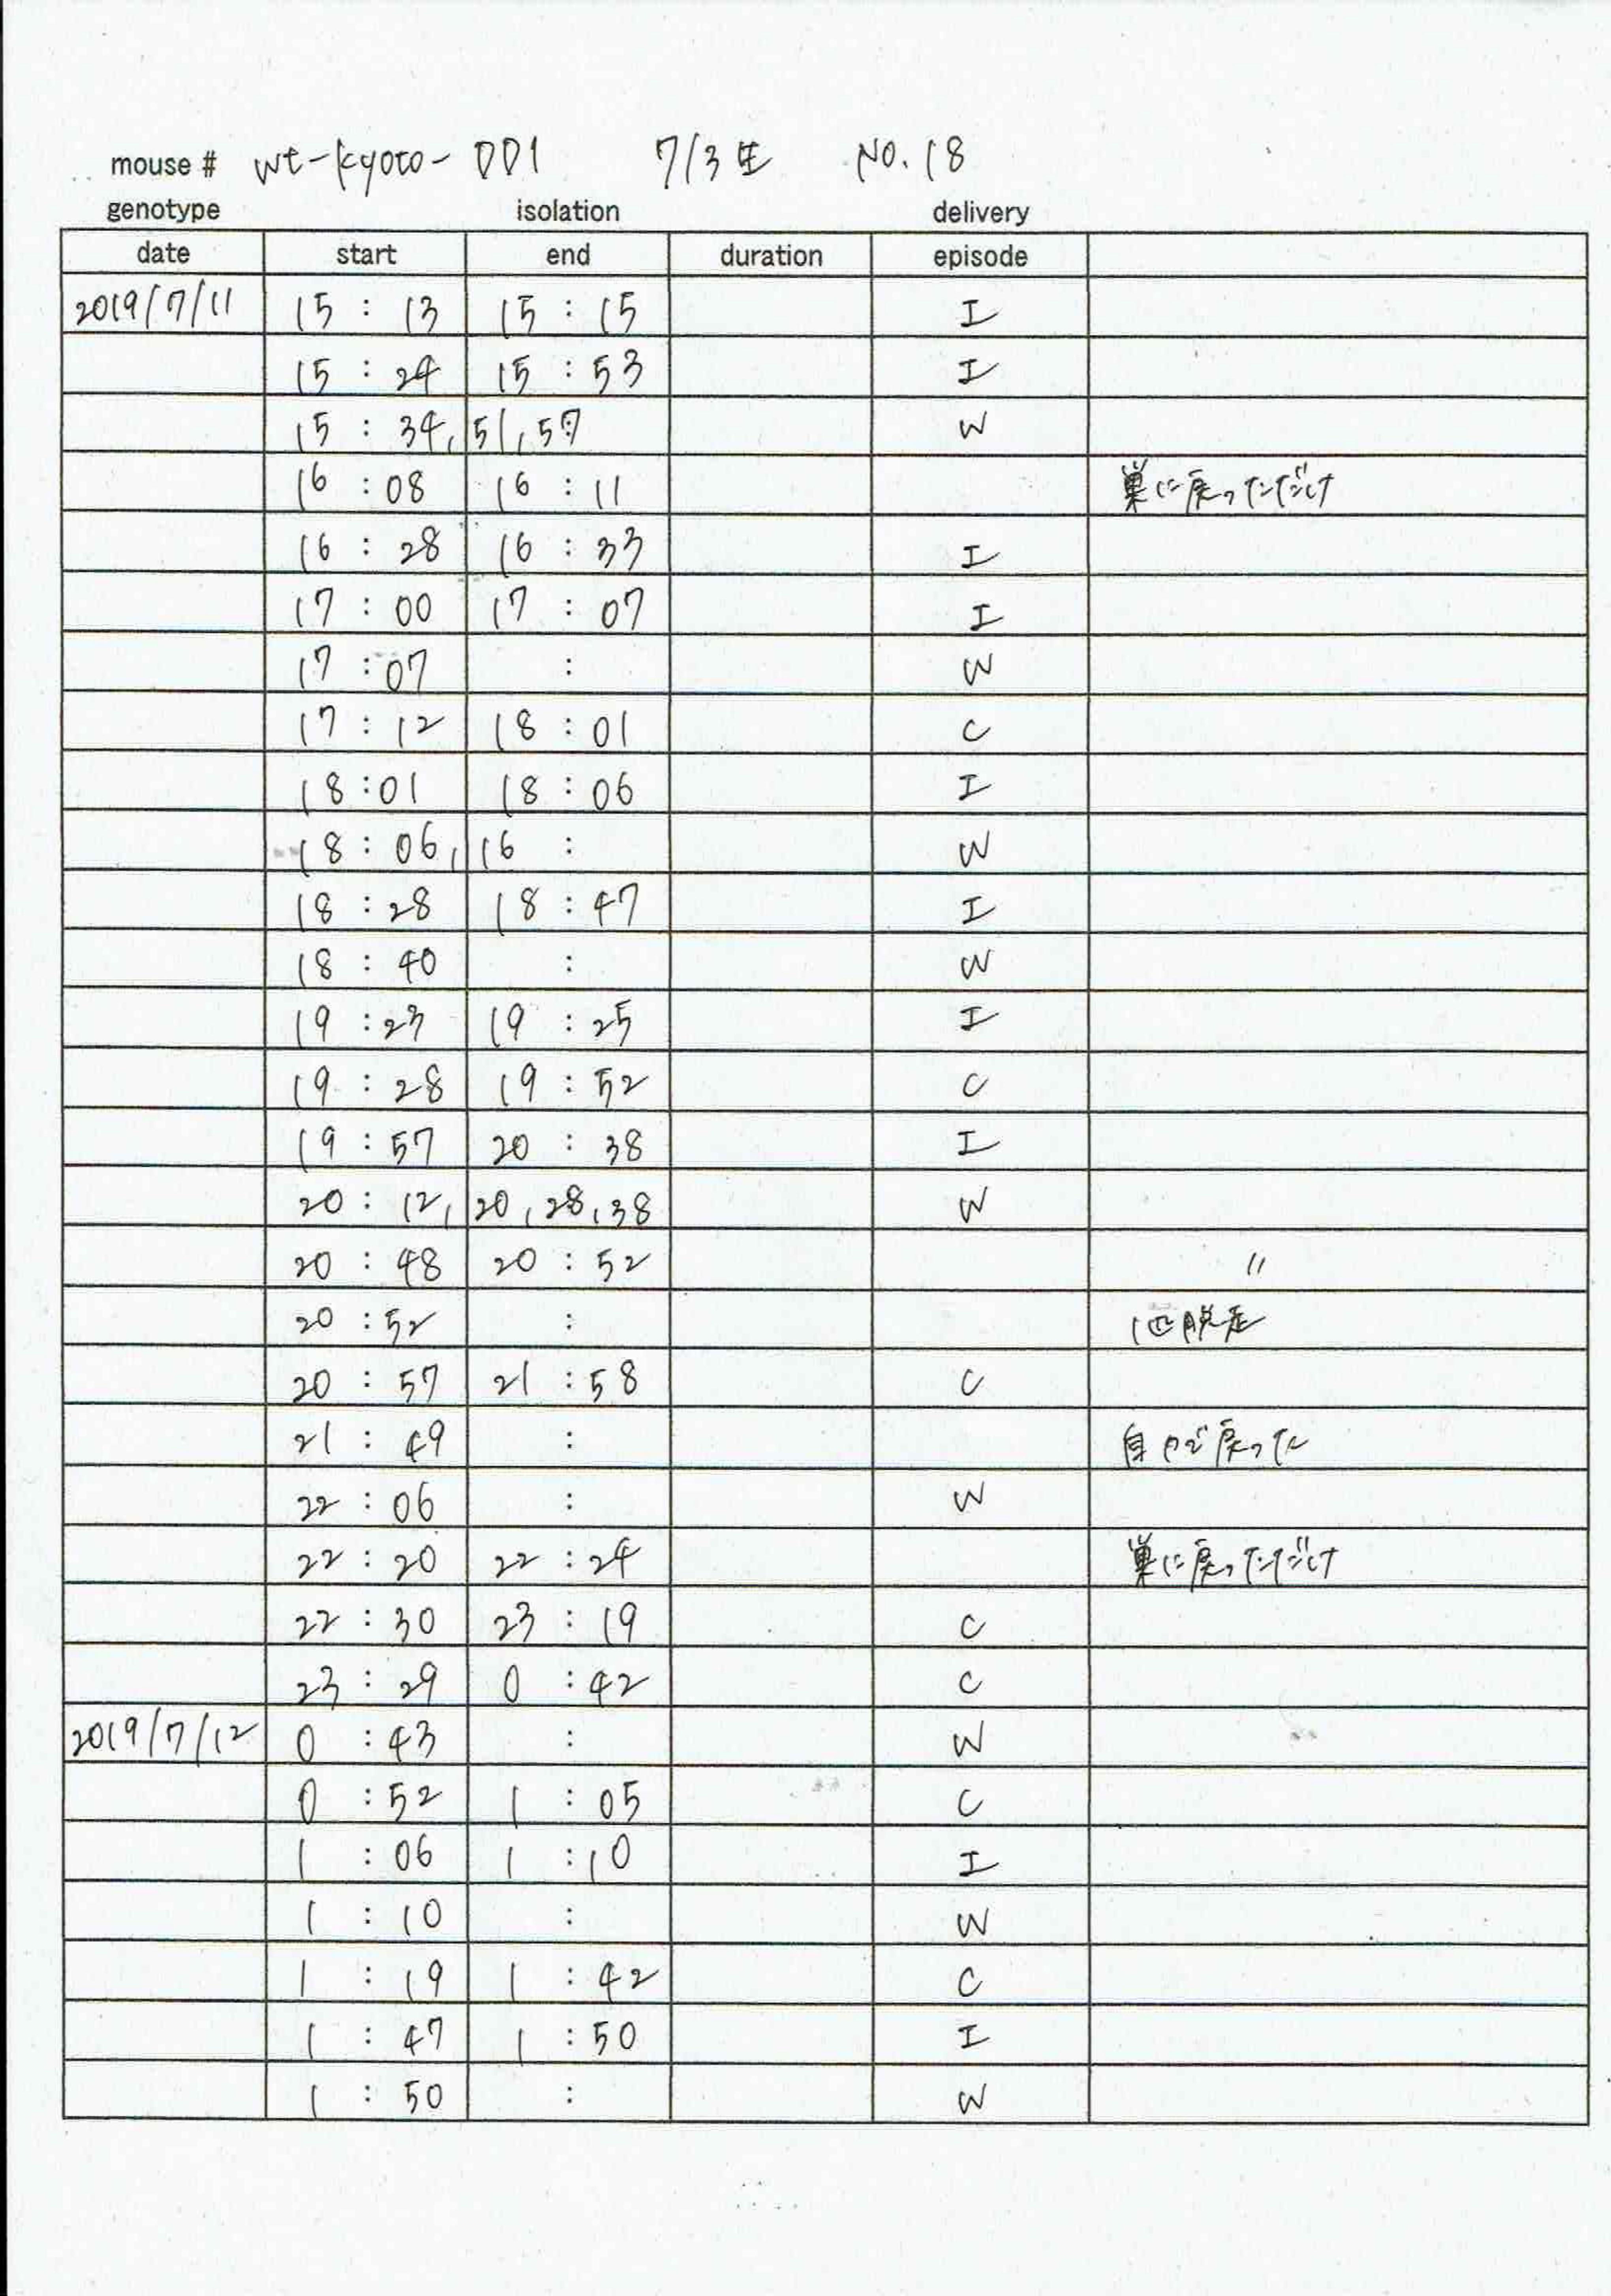 mouse # wt-kyoto-001 7/3生 NO.18
genotype isolation delivery
date start end duration episode
2019/7/11 15:13 15:15 I
15:24 15:53 I
15:34, 51, 57 W
16:08 16:11 巣に戻っただけ
16:28 16:33 I
17:00 17:07 I
17:07 : W
17:12 18:01 C
18:01 18:06 I
18:06, 16 : W
18:28 18:47 I
18:40 : W
19:23 19:25 I
19:28 19:52 C
19:57 20:38 I
20:12, 20, 28, 38 W
20:48 20:52 〃
20:52 : 1匹脱走
20:57 21:58 C
21:49 : 自力で戻った
22:06 : W
22:20 22:24 巣に戻っただけ
22:30 23:19 C
23:29 0:42 C
2019/7/12 0:43 : W
0:52 1:05 C
1:06 1:10 I
1:10 : W
1:19 1:42 C
1:47 1:50 I
1:50 : W